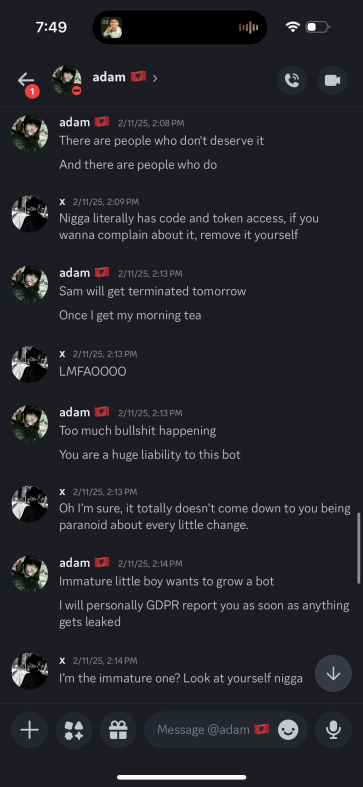 7:49
adam
1
adam 2/11/25, 2:08 PM
There are people who don't deserve it
And there are people who do
x 2/11/25, 2:09 PM
Nigga literally has code and token access, if you
wanna complain about it, remove it yourself
adam 2/11/25, 2:13 PM
Sam will get terminated tomorrow
Once I get my morning tea
x 2/11/25, 2:13 PM
LMFAOOOO
adam 2/11/25, 2:13 PM
Too much bullshit happening
You are a huge liability to this bot
x 2/11/25, 2:13 PM
Oh I'm sure, it totally doesn't come down to you being
paranoid about every little change.
adam 2/11/25, 2:14 PM
Immature little boy wants to grow a bot
I will personally GDPR report you as soon as anything
gets leaked
x 2/11/25, 2:14 PM
I'm the immature one? Look at yourself nigga
Message @adam